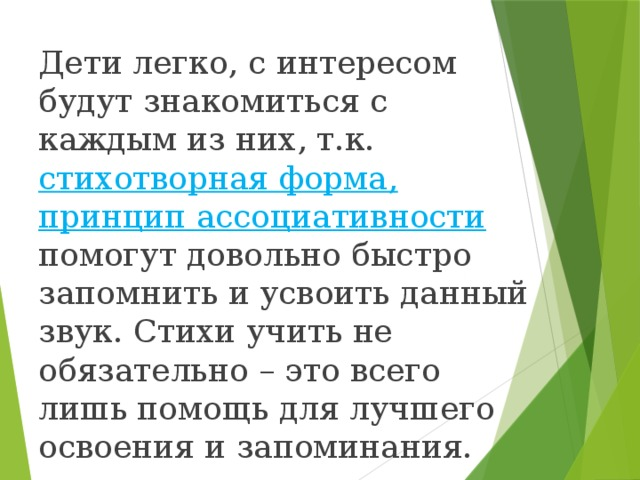 Дети легко, с интересом
будут знакомиться с
каждым из них, т.к.
стихотворная форма,
принцип ассоциативности
помогут довольно быстро
запомнить и усвоить данный
звук. Стихи учить не
обязательно – это всего
лишь помощь для лучшего
освоения и запоминания.